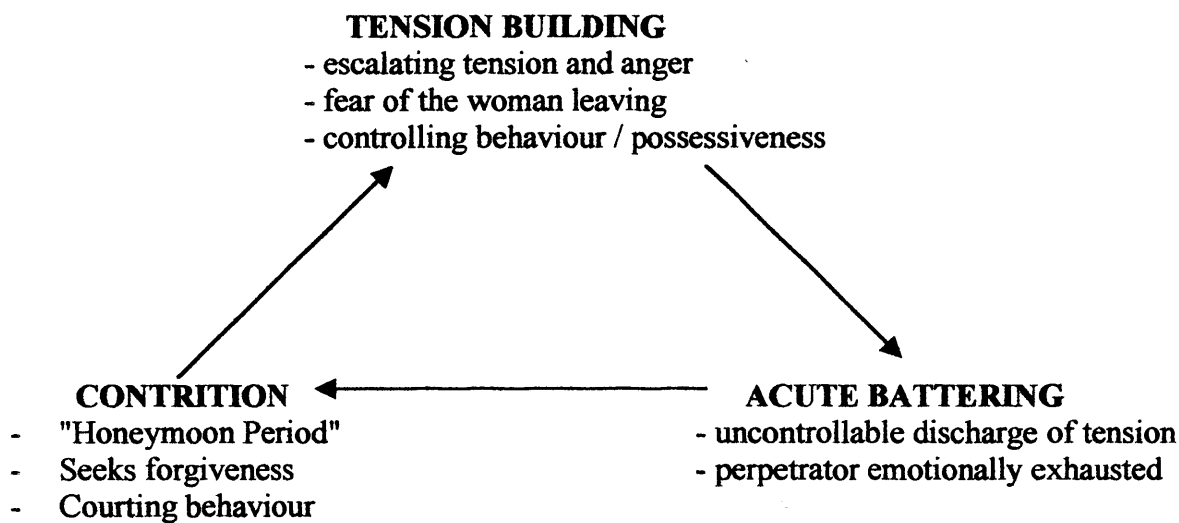 TENSION BUILDING
- escalating tension and anger
- fear of the woman leaving
- controlling behaviour / possessiveness
CONTRITION
- "Honeymoon Period"
- Seeks forgiveness
- Courting behaviour
ACUTE BATTERING
- uncontrollable discharge of tension
- perpetrator emotionally exhausted